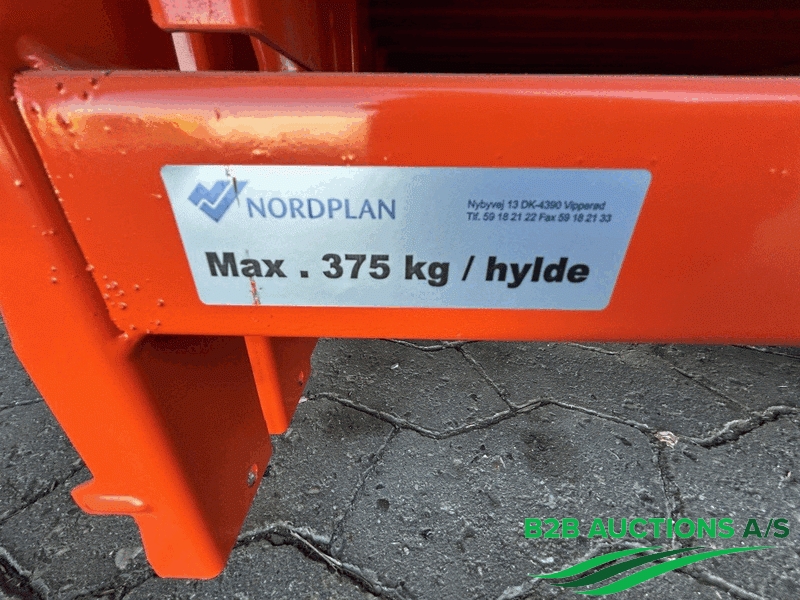 NORDPLAN
Nybyvej 13 DK-4390 Vipperød
Tlf. 59 18 21 22 Fax 59 18 21 33
Max . 375 kg / hylde
B2B AUCTIONS A/S